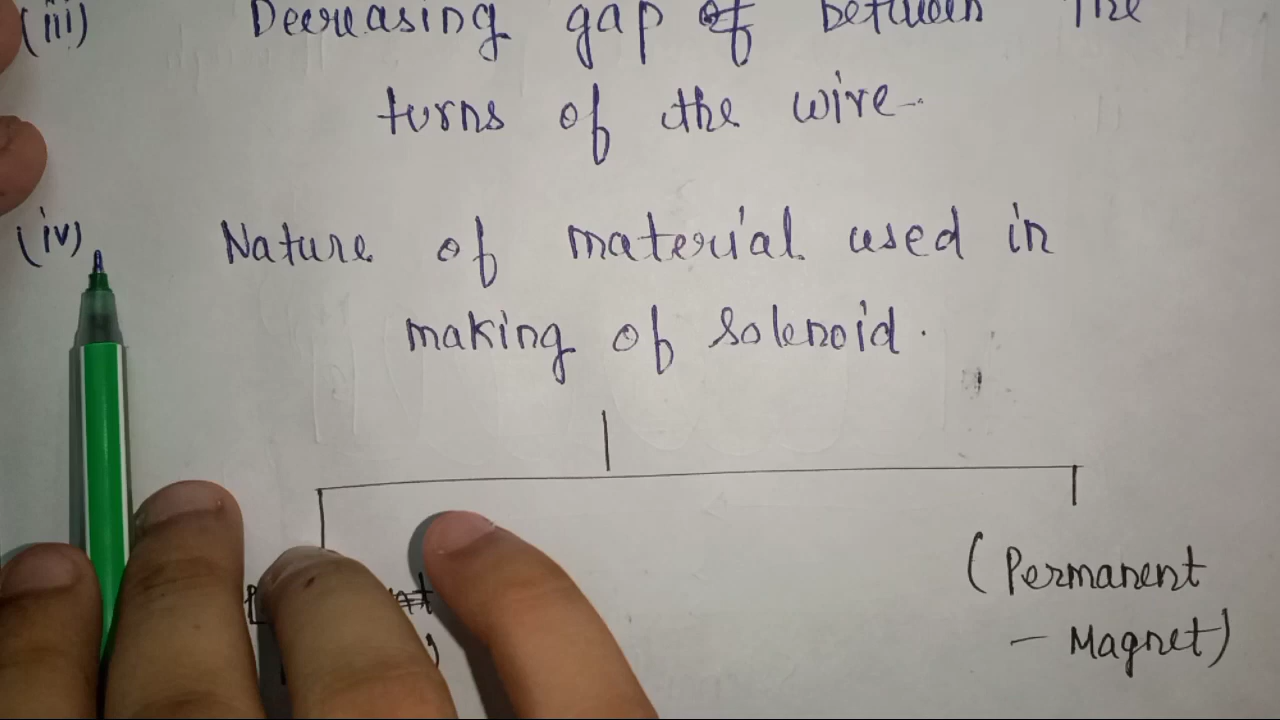 (iii) Decreasing gap of between the
turns of the wire.
(iv) Nature of material used in
making of solenoid.
(Permanent
- Magnet)